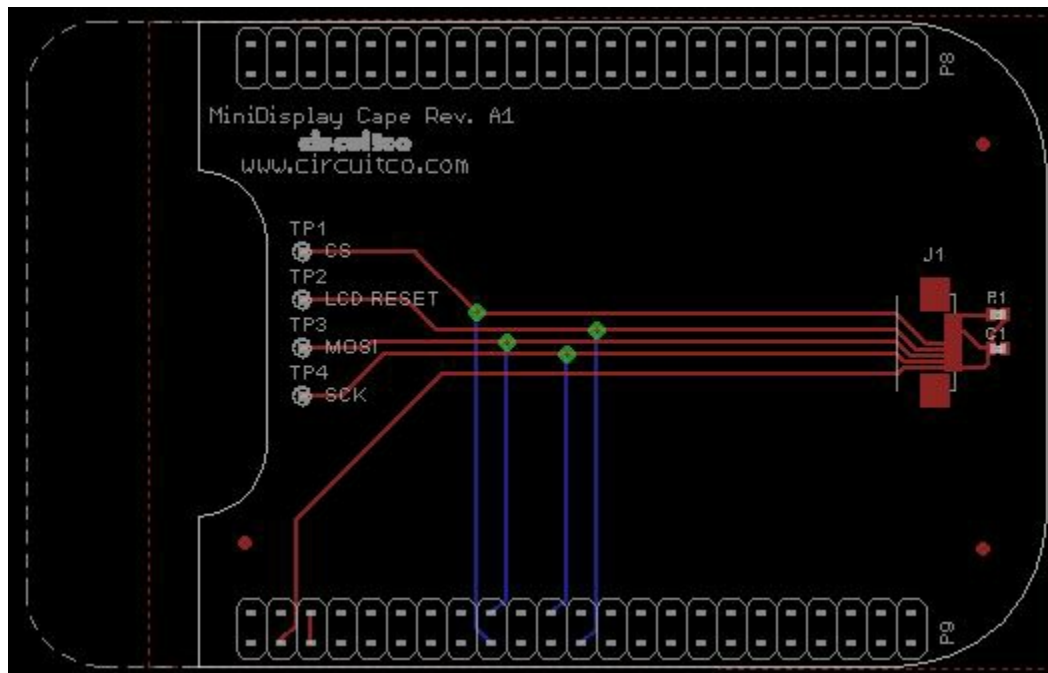 P8
MiniDisplay Cape Rev. A1
circuitco
www.circuitco.com
TP1
CS
J1
TP2
LCD RESET
R1
TP3
MOSI
C1
TP4
SCK
P9